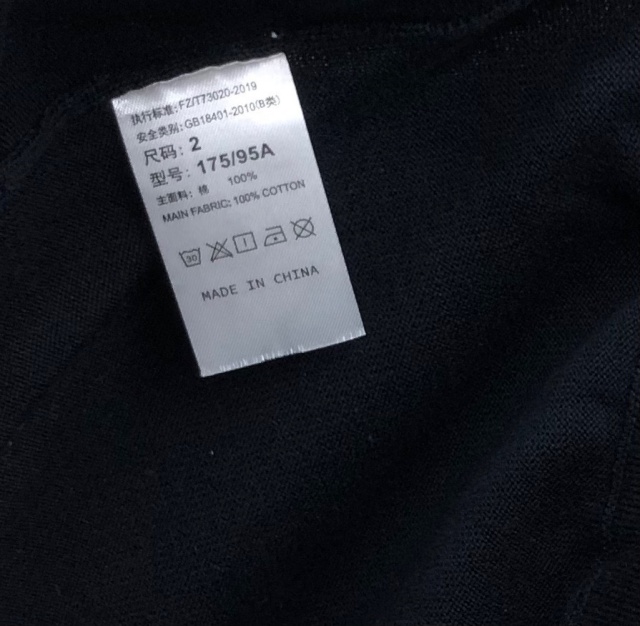 执行标准: FZ/T73020-2019
安全类别: GB18401-2010(B类)
尺码: 2
型号: 175/95A
主面料: 棉 100%
MAIN FABRIC: 100% COTTON
30
MADE IN CHINA